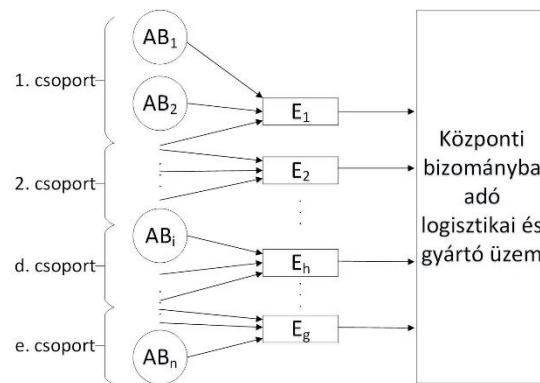 1. csoport
2. csoport
d. csoport
e. csoport
AB1
AB2
ABi
ABn
E1
E2
Eh
Eg
Központi
bizományba
adó
logisztikai és
gyártó üzem